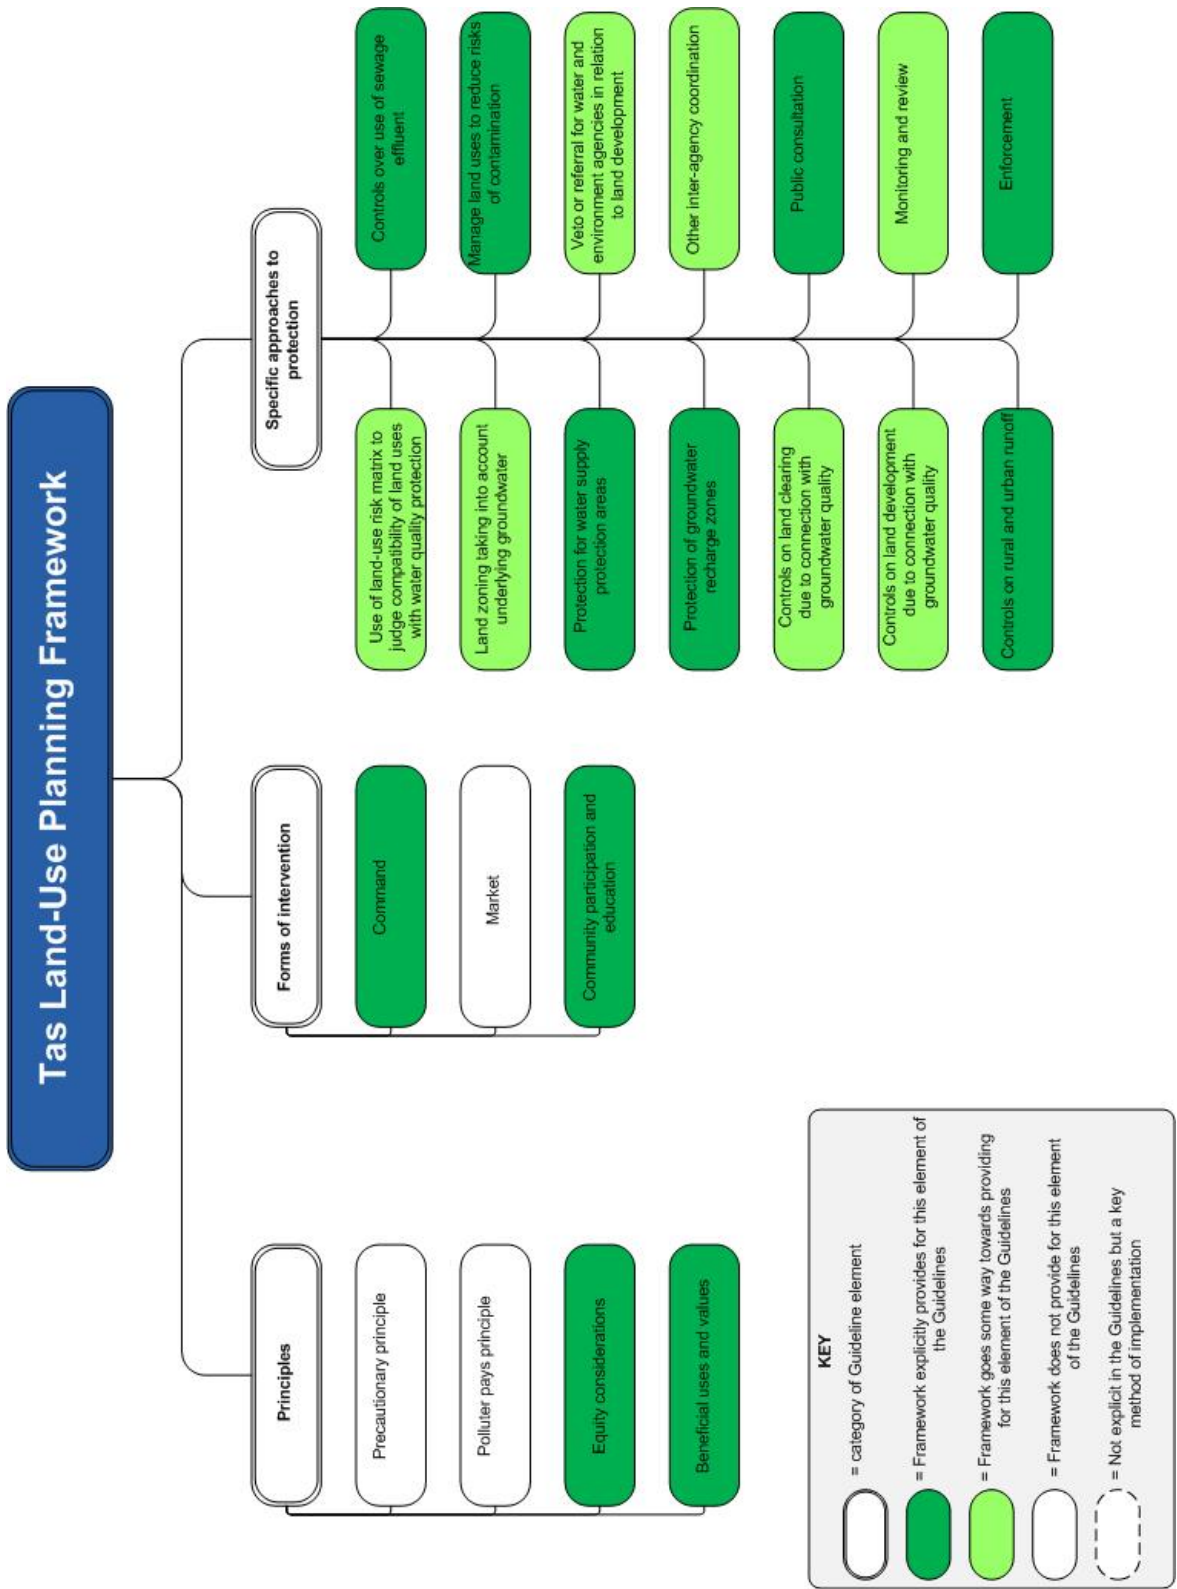 Tas Land-Use Planning Framework
Principles
Precautionary principle
Polluter pays principle
Equity considerations
Beneficial uses and values
Forms of intervention
Command
Market
Community participation and
education
Specific approaches to
protection
Use of land-use risk matrix to
judge compatibility of land uses
with water quality protection
Land zoning taking into account
underlying groundwater
Protection for water supply
protection areas
Protection of groundwater
recharge zones
Controls on land clearing
due to connection with
groundwater quality
Controls on land development
due to connection with
groundwater quality
Controls on rural and urban runoff
Controls over use of sewage
effluent
Manage land uses to reduce risks
of contamination
Veto or referral for water and
environment agencies in relation
to land development
Other inter-agency coordination
Public consultation
Monitoring and review
Enforcement
KEY
= category of Guideline element
= Framework explicitly provides for this element of
the Guidelines
= Framework goes some way towards providing
for this element of the Guidelines
= Framework does not provide for this element
of the Guidelines
= Not explicit in the Guidelines but a key
method of implementation